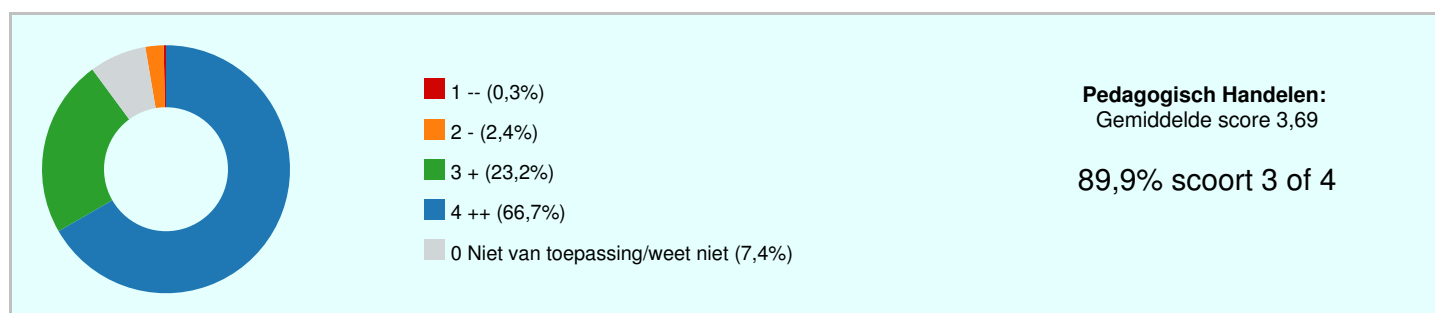 1 -- (0,3%)
2 - (2,4%)
3 + (23,2%)
4 ++ (66,7%)
0 Niet van toepassing/weet niet (7,4%)
Pedagogisch Handelen:
Gemiddelde score 3,69
89,9% scoort 3 of 4